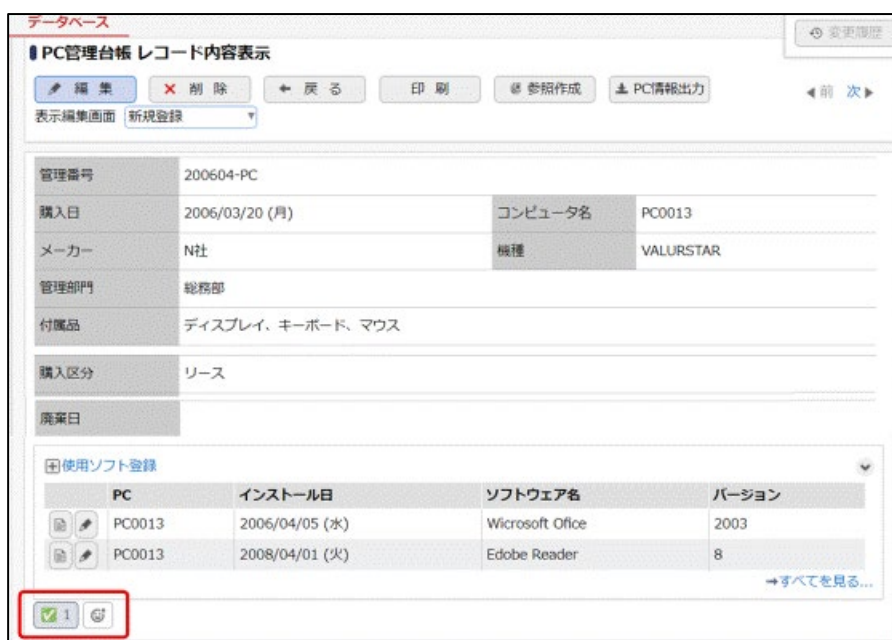 データベース
変更履歴
PC管理台帳 レコード内容表示
編 集 削 除 戻 る 印 刷 参照作成 PC情報出力 前 次
表示編集画面 新規登録
管理番号 200604-PC
購入日 2006/03/20 (月) コンピュータ名 PC0013
メーカー N社 機種 VALURSTAR
管理部門 総務部
付属品 ディスプレイ、キーボード、マウス
購入区分 リース
廃棄日
使用ソフト登録
PC インストール日 ソフトウェア名 バージョン
PC0013 2006/04/05 (水) Wicrosoft Ofiice 2003
PC0013 2008/04/01 (火) Edobe Reader 8
→すべてを見る...
1